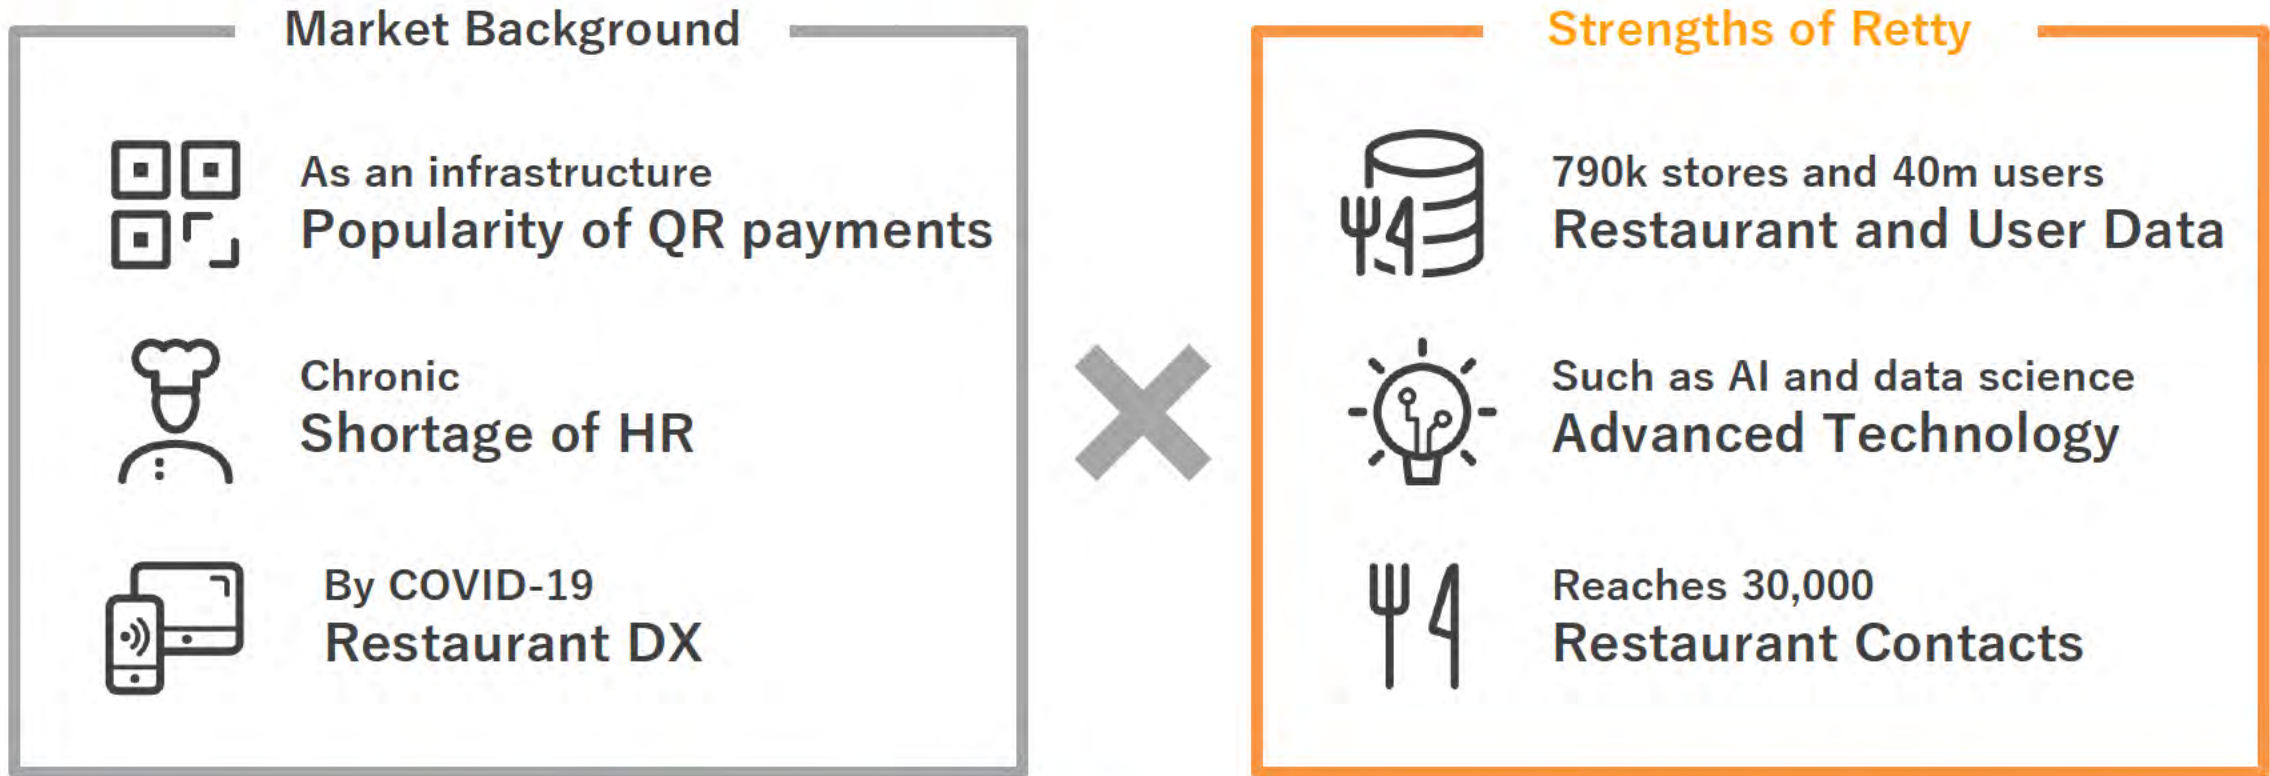 Market Background
As an infrastructure
Popularity of QR payments
Chronic
Shortage of HR
By COVID-19
Restaurant DX
Strengths of Retty
790k stores and 40m users
Restaurant and User Data
Such as AI and data science
Advanced Technology
Reaches 30,000
Restaurant Contacts